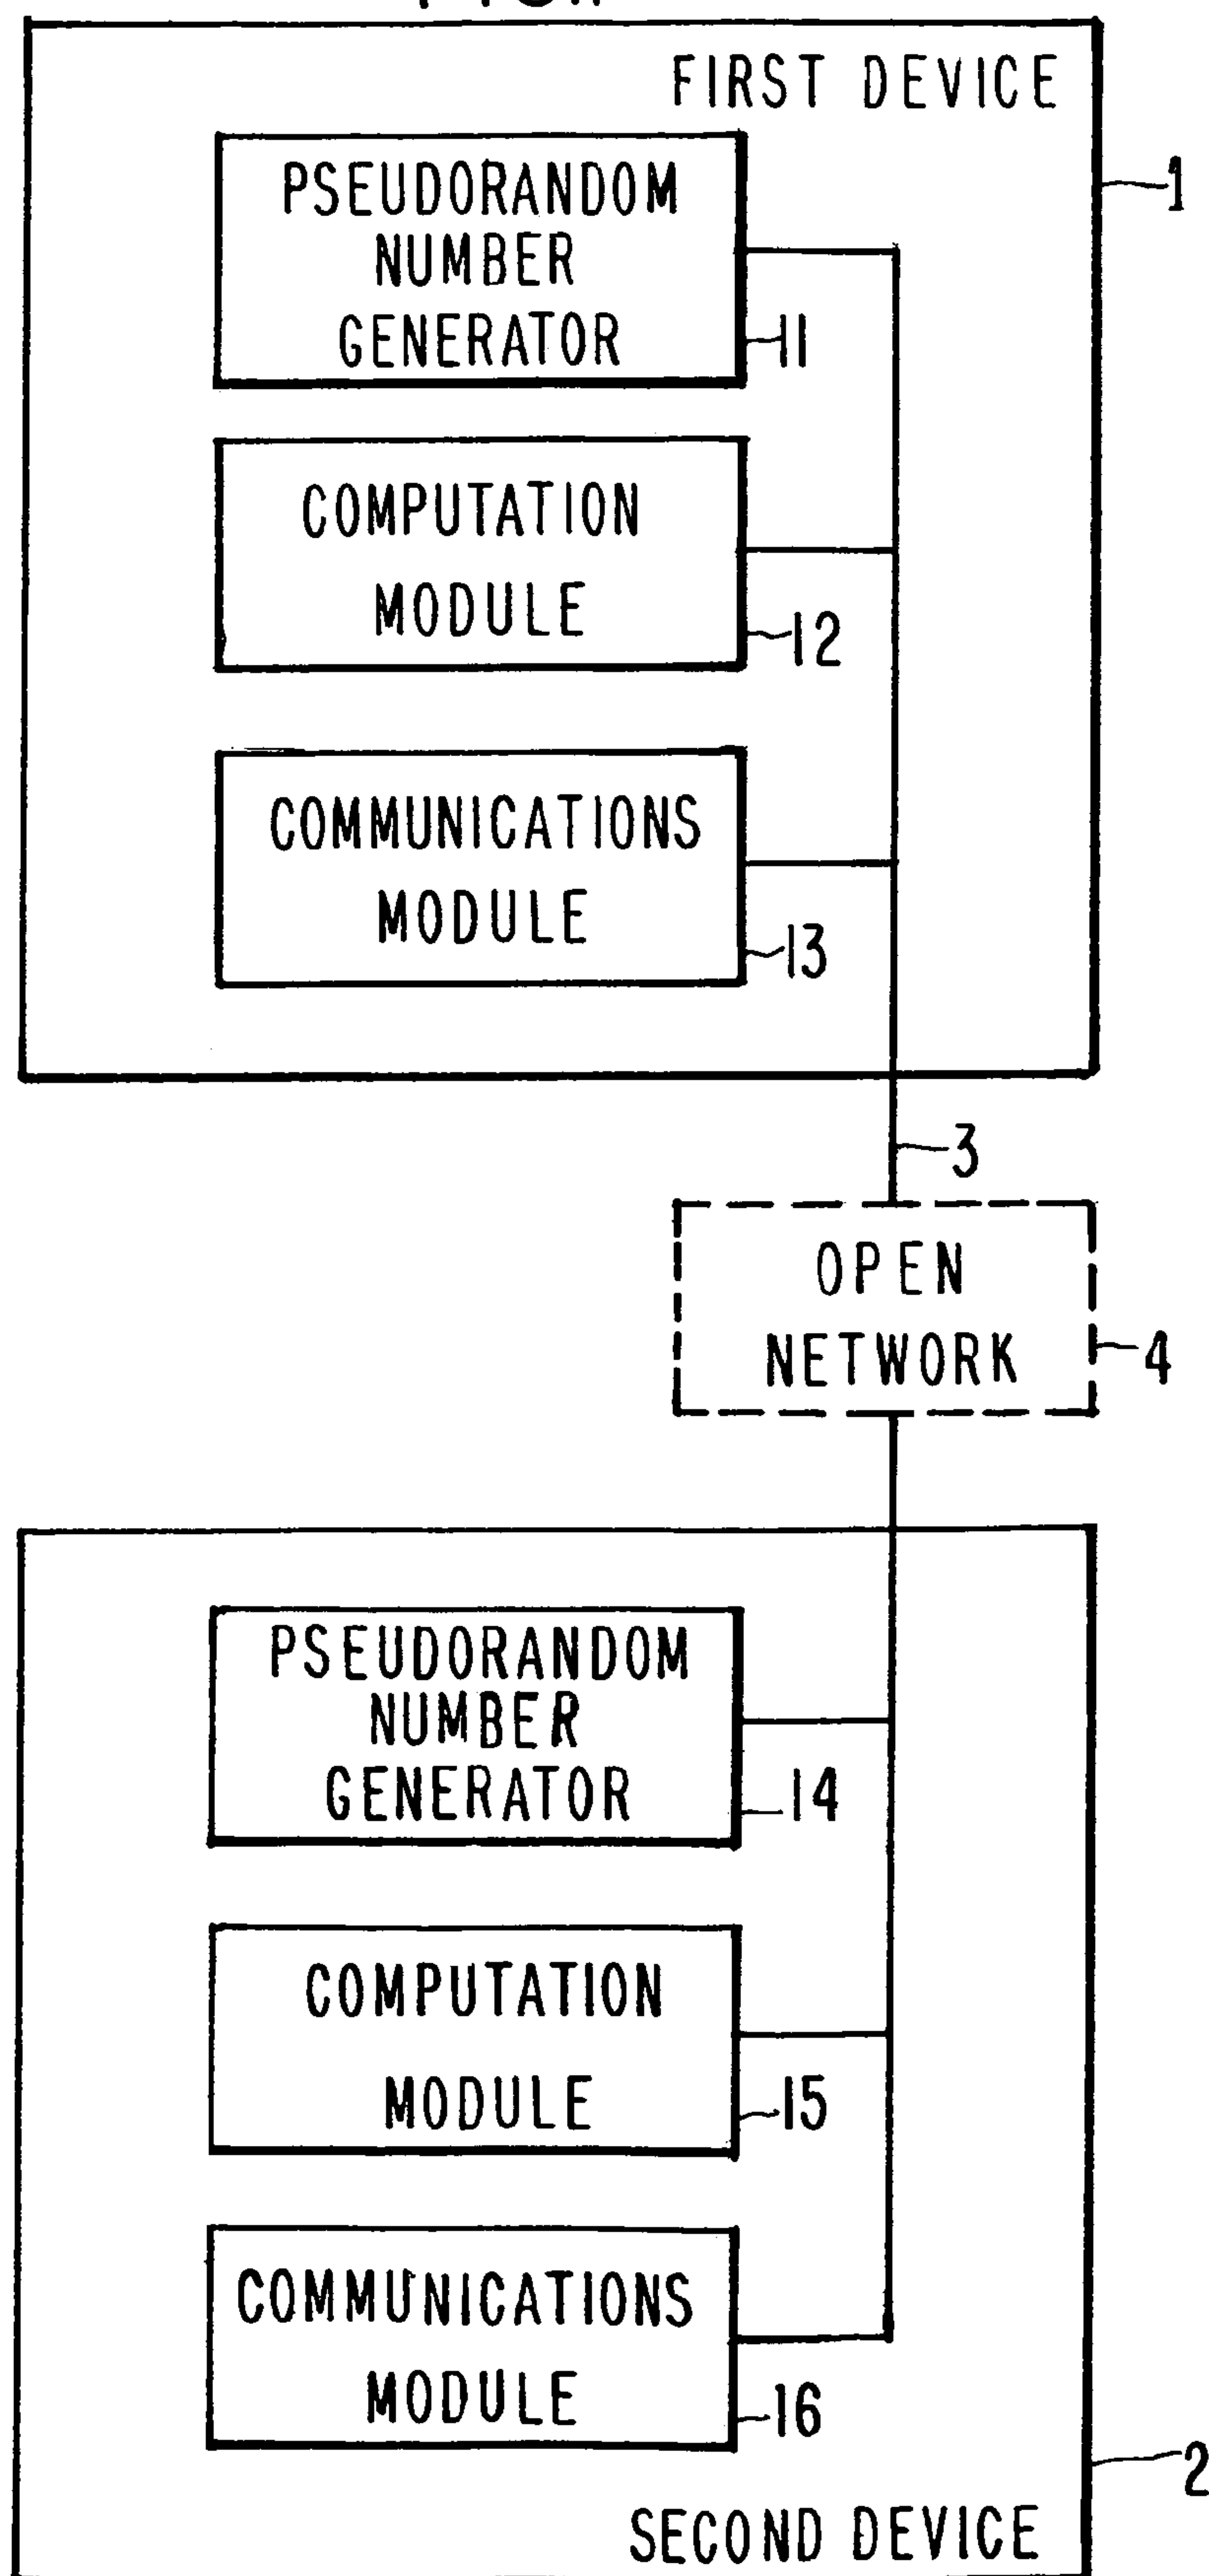 FIRST DEVICE
1
PSEUDORANDOM
NUMBER
GENERATOR
11
COMPUTATION
MODULE
12
COMMUNICATIONS
MODULE
13
3
OPEN
NETWORK
4
PSEUDORANDOM
NUMBER
GENERATOR
14
COMPUTATION
MODULE
15
COMMUNICATIONS
MODULE
16
2
SECOND DEVICE